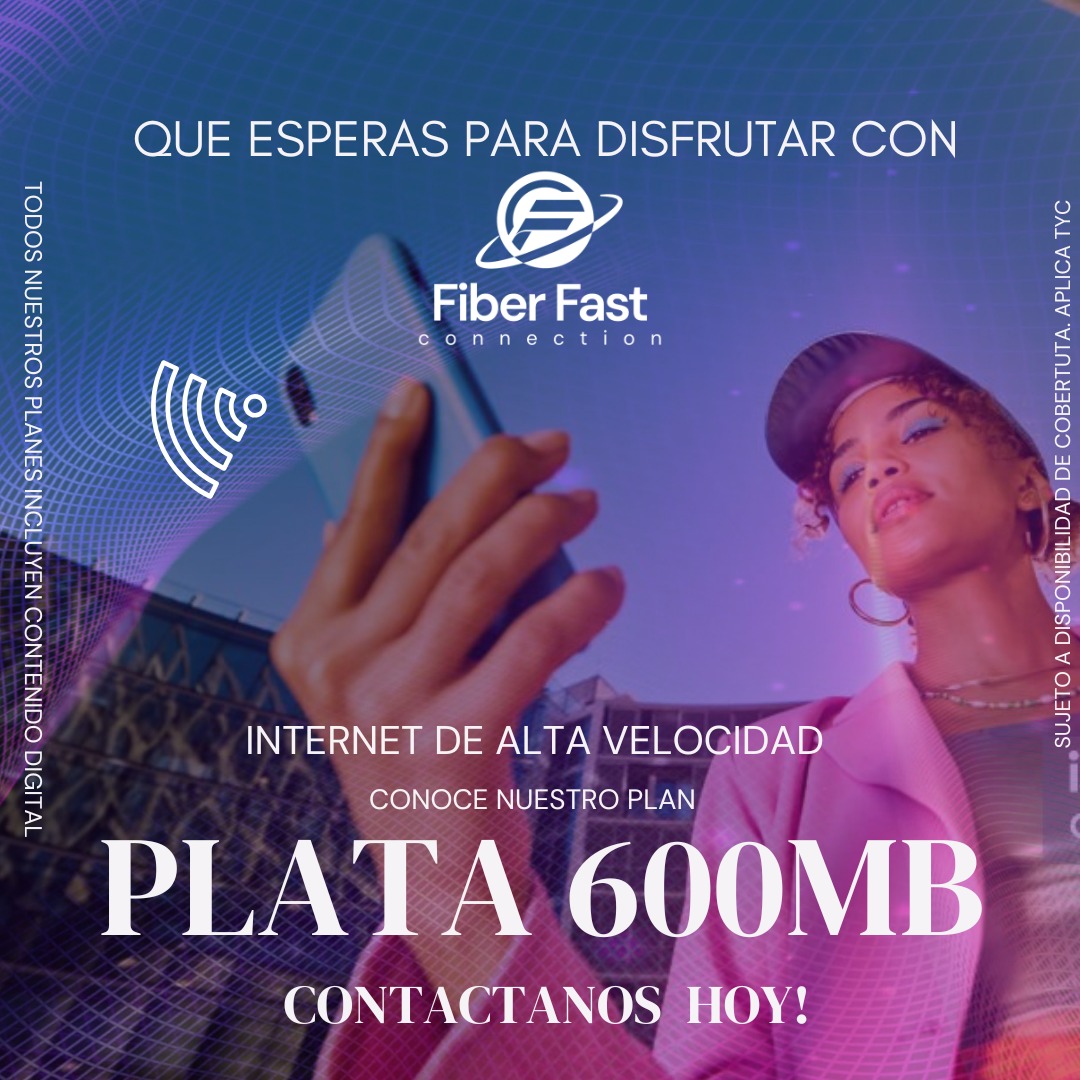 QUE ESPERAS PARA DISFRUTAR CON
Fiber Fast
connection
TODOS NUESTROS PLANES INCLUYEN CONTENIDO DIGITAL
SUJETO A DISPONIBILIDAD DE COBERTUTA. APLICA TYC
INTERNET DE ALTA VELOCIDAD
CONOCE NUESTRO PLAN
PLATA 600MB
CONTACTANOS HOY!